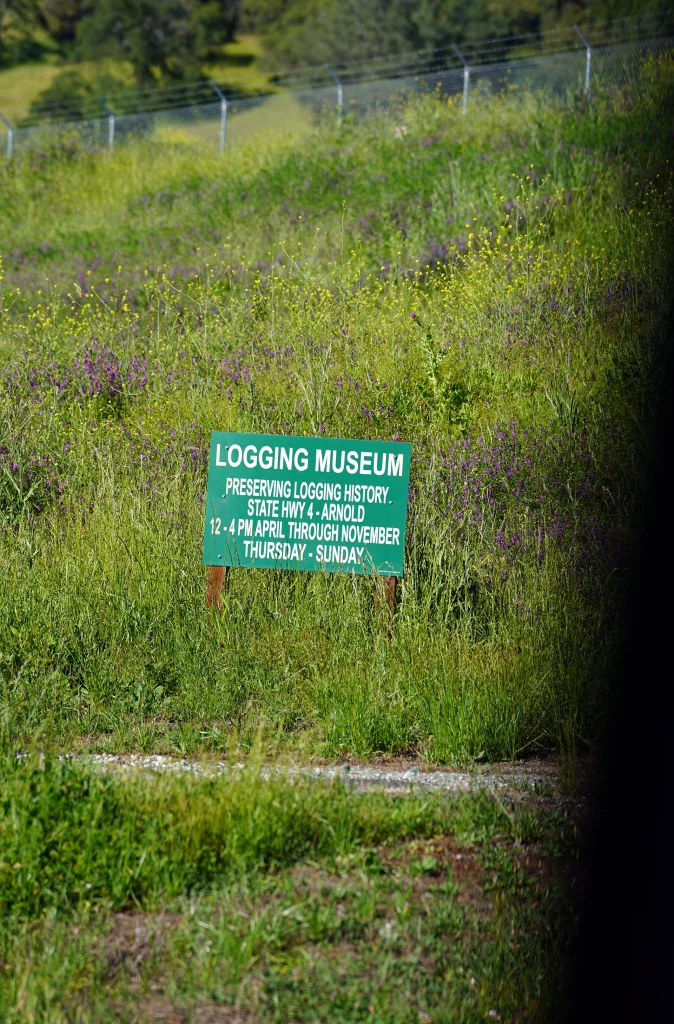 LOGGING MUSEUM
PRESERVING LOGGING HISTORY
STATE HWY 4 - ARNOLD
12 - 4 PM APRIL THROUGH NOVEMBER
THURSDAY - SUNDAY